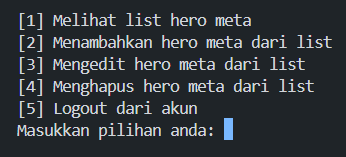 [1] Melihat list hero meta
[2] Menambahkan hero meta dari list
[3] Mengedit hero meta dari list
[4] Menghapus hero meta dari list
[5] Logout dari akun
Masukkan pilihan anda: